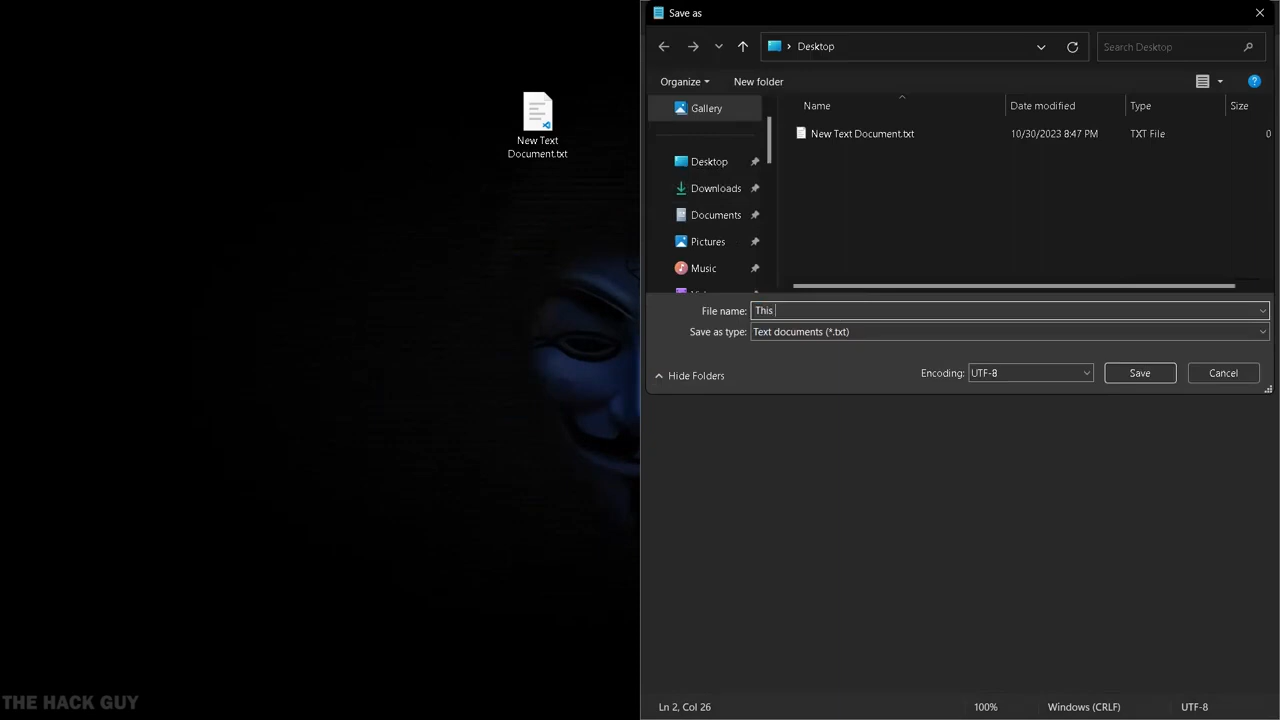 Save as
Desktop
Search Desktop
Organize
New folder
Gallery
Name
Date modified
Type
Size
New Text Document.txt
10/30/2023 8:47 PM
TXT File
0
Desktop
Downloads
Documents
Pictures
Music
New Text
Document.txt
File name:
This
Save as type:
Text documents (*.txt)
Hide Folders
Encoding:
UTF-8
Save
Cancel
THE HACK GUY
Ln 2, Col 26
100%
Windows (CRLF)
UTF-8